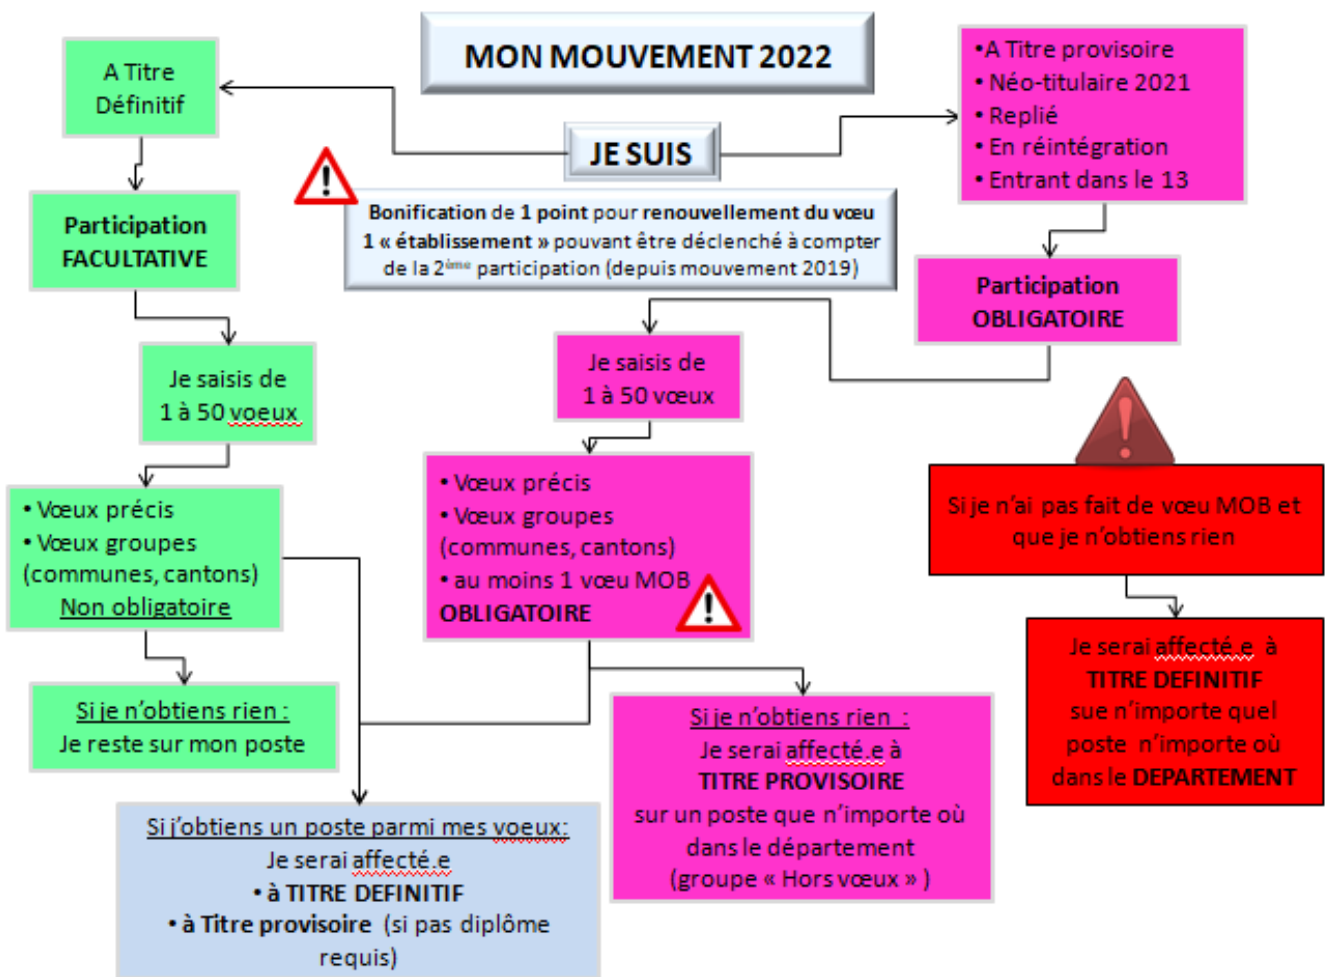 MON MOUVEMENT 2022
JE SUIS
Bonification de 1 point pour renouvellement du vœu
1 « établissement » pouvant être déclenché à compter
de la 2ème participation (depuis mouvement 2019)
A Titre
Définitif
Participation
FACULTATIVE
Je saisis de
1 à 50 voeux
• Vœux précis
• Vœux groupes
(communes, cantons)
Non obligatoire
Si je n'obtiens rien :
Je reste sur mon poste
•A Titre provisoire
• Néo-titulaire 2021
• Replié
• En réintégration
• Entrant dans le 13
Participation
OBLIGATOIRE
Je saisis de
1 à 50 vœux
• Vœux précis
• Vœux groupes
(communes, cantons)
• au moins 1 vœu MOB
OBLIGATOIRE
Si je n'obtiens rien :
Je serai affecté.e à
TITRE PROVISOIRE
sur un poste que n'importe où
dans le département
(groupe « Hors vœux » )
Si j'obtiens un poste parmi mes voeux:
Je serai affecté.e
• à TITRE DEFINITIF
• à Titre provisoire (si pas diplôme
requis)
Si je n'ai pas fait de vœu MOB et
que je n'obtiens rien
Je serai affecté.e à
TITRE DEFINITIF
sue n'importe quel
poste n'importe où
dans le DEPARTEMENT